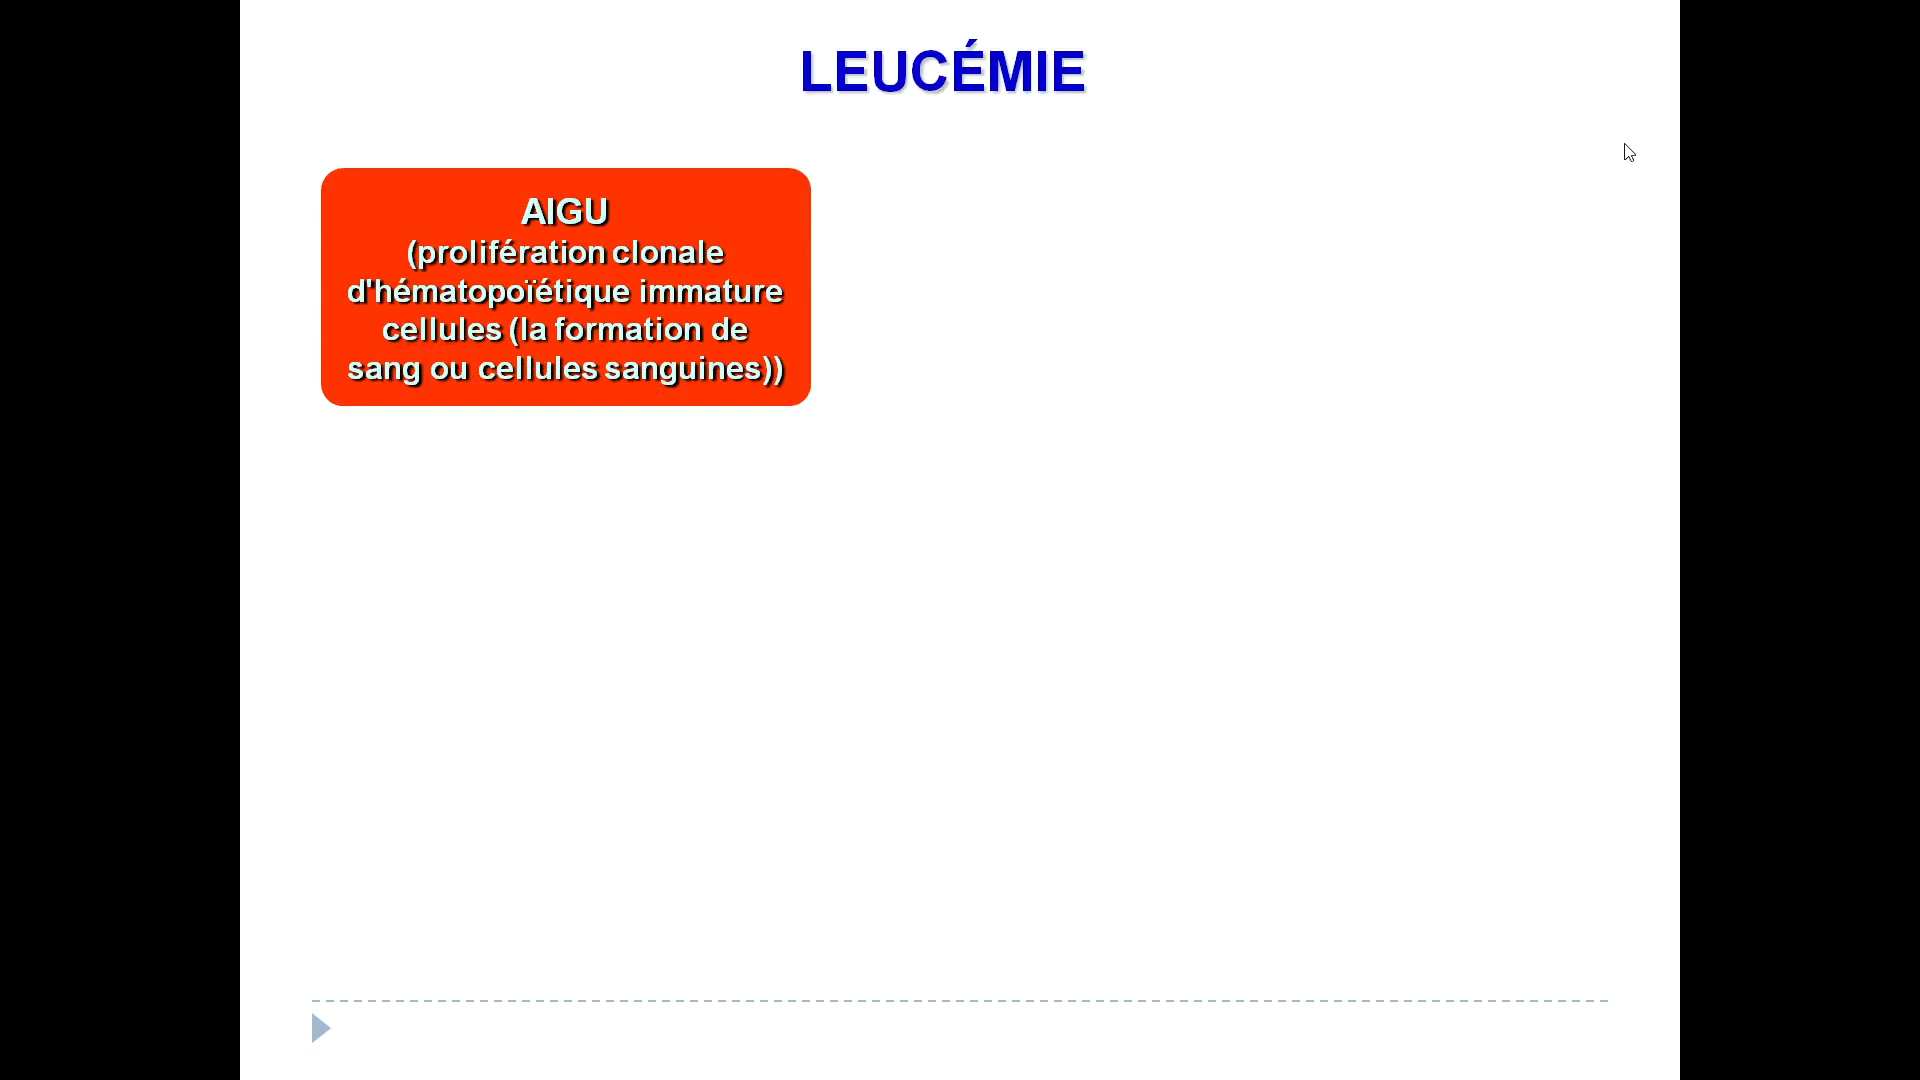 LEUCÉMIE
AIGU
(prolifération clonale
d'hématopoïétique immature
cellules (la formation de
sang ou cellules sanguines))